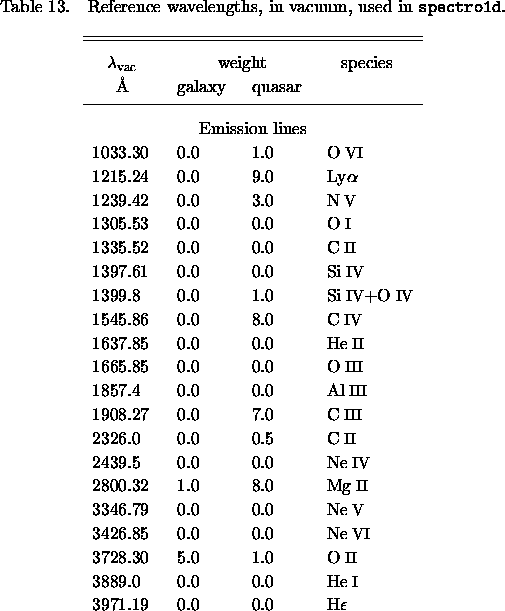 Table 13. Reference wavelengths, in vacuum, used in spectro1d.
λvac weight species
Å galaxy quasar
Emission lines
1033.30 0.0 1.0 O VI
1215.24 0.0 9.0 Lyα
1239.42 0.0 3.0 N V
1305.53 0.0 0.0 O I
1335.52 0.0 0.0 C II
1397.61 0.0 0.0 Si IV
1399.8 0.0 1.0 Si IV+O IV
1545.86 0.0 8.0 C IV
1637.85 0.0 0.0 He II
1665.85 0.0 0.0 O III
1857.4 0.0 0.0 Al III
1908.27 0.0 7.0 C III
2326.0 0.0 0.5 C II
2439.5 0.0 0.0 Ne IV
2800.32 1.0 8.0 Mg II
3346.79 0.0 0.0 Ne V
3426.85 0.0 0.0 Ne VI
3728.30 5.0 1.0 O II
3889.0 0.0 0.0 He I
3971.19 0.0 0.0 Hε